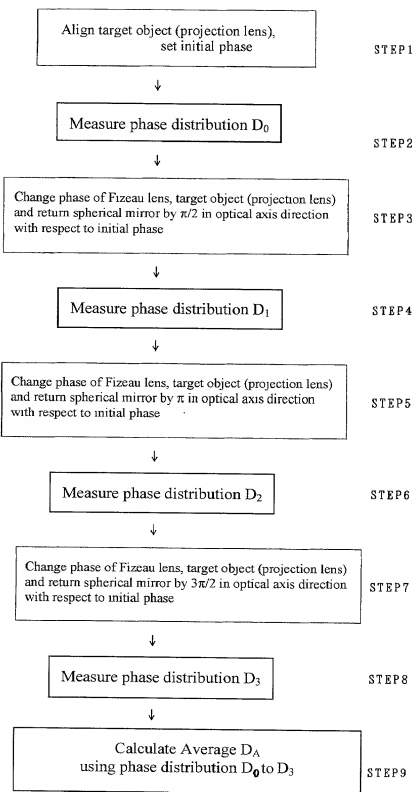 Align target object (projection lens),
set initial phase
STEP1
↓
Measure phase distribution D₀
STEP2
↓
Change phase of Fizeau lens, target object (projection lens)
and return spherical mirror by π/2 in optical axis direction
with respect to initial phase
STEP3
↓
Measure phase distribution D₁
STEP4
↓
Change phase of Fizeau lens, target object (projection lens)
and return spherical mirror by π in optical axis direction
with respect to initial phase
STEP5
↓
Measure phase distribution D₂
STEP6
↓
Change phase of Fizeau lens, target object (projection lens)
and return spherical mirror by 3π/2 in optical axis direction
with respect to initial phase
STEP7
↓
Measure phase distribution D₃
STEP8
↓
Calculate Average D_A
using phase distribution D₀ to D₃
STEP9